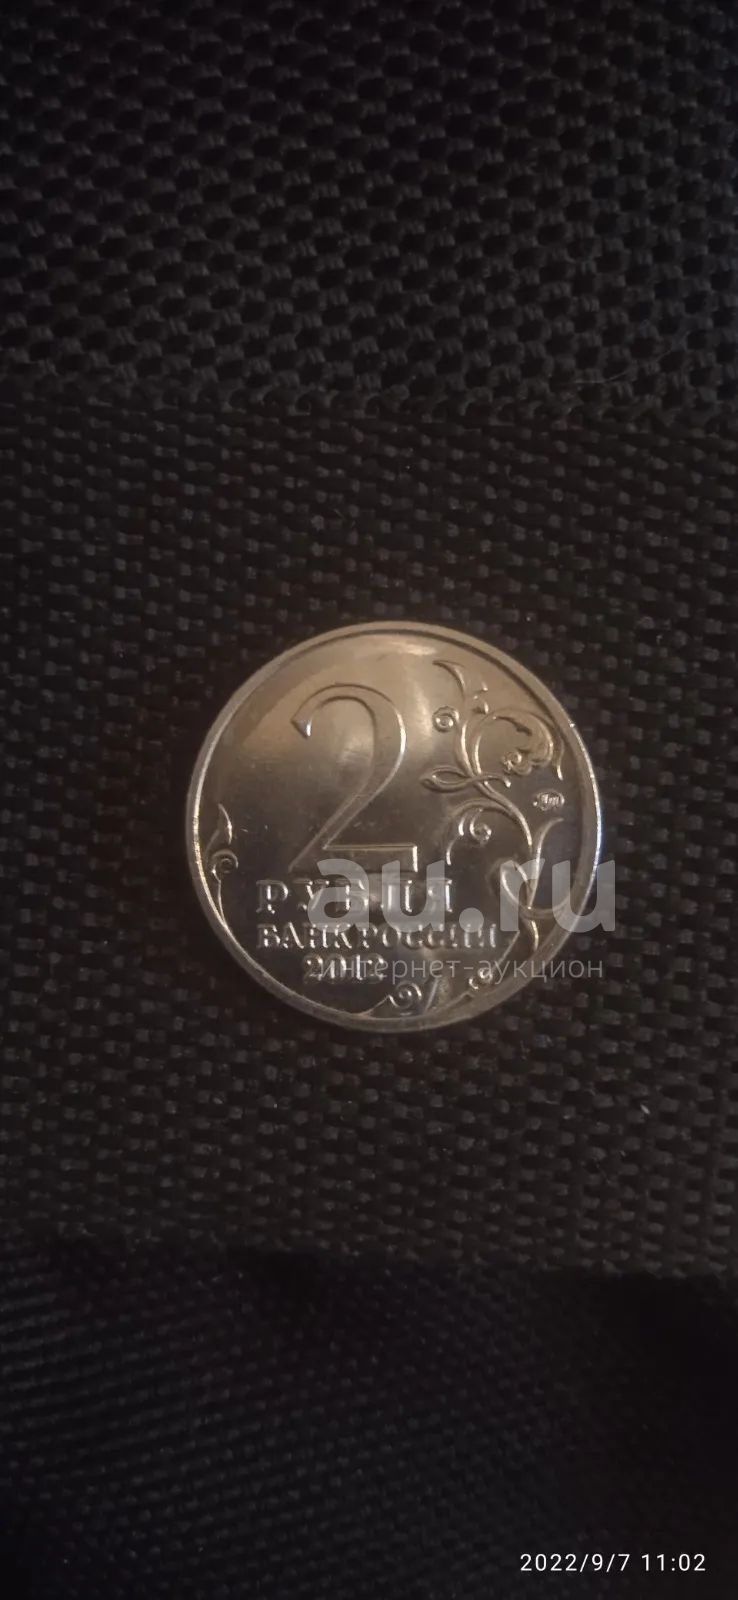 2
РУБЛЯ
БАНК РОССИИ
2012
au.ru
интернет-аукцион
2022/9/7 11:02